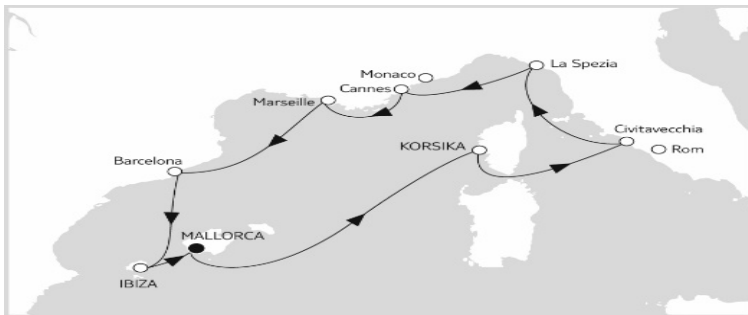 La Spezia
Monaco
Cannes
Marseille
Civitavecchia
KORSIKA
Rom
Barcelona
MALLORCA
IBIZA